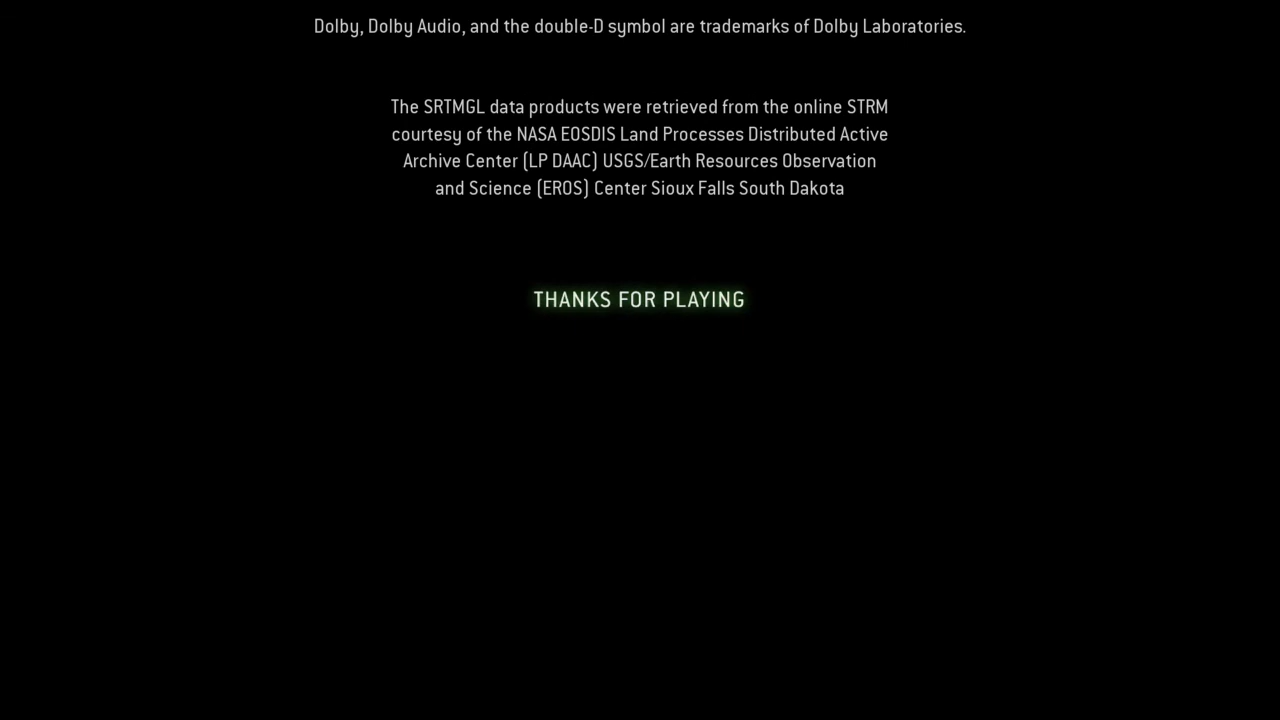 Dolby, Dolby Audio, and the double-D symbol are trademarks of Dolby Laboratories.
The SRTMGL data products were retrieved from the online STRM
courtesy of the NASA EOSDIS Land Processes Distributed Active
Archive Center (LP DAAC) USGS/Earth Resources Observation
and Science (EROS) Center Sioux Falls South Dakota
THANKS FOR PLAYING